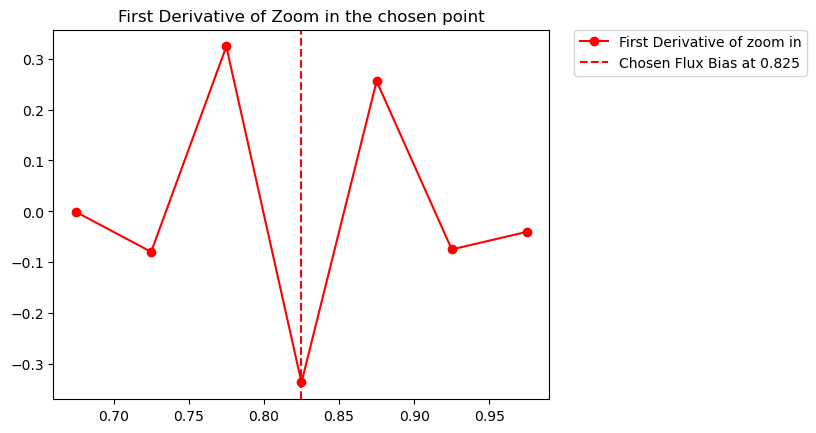 First Derivative of Zoom in the chosen point
First Derivative of zoom in
Chosen Flux Bias at 0.825
0.3
0.2
0.1
0.0
−0.1
−0.2
−0.3
0.70 0.75 0.80 0.85 0.90 0.95